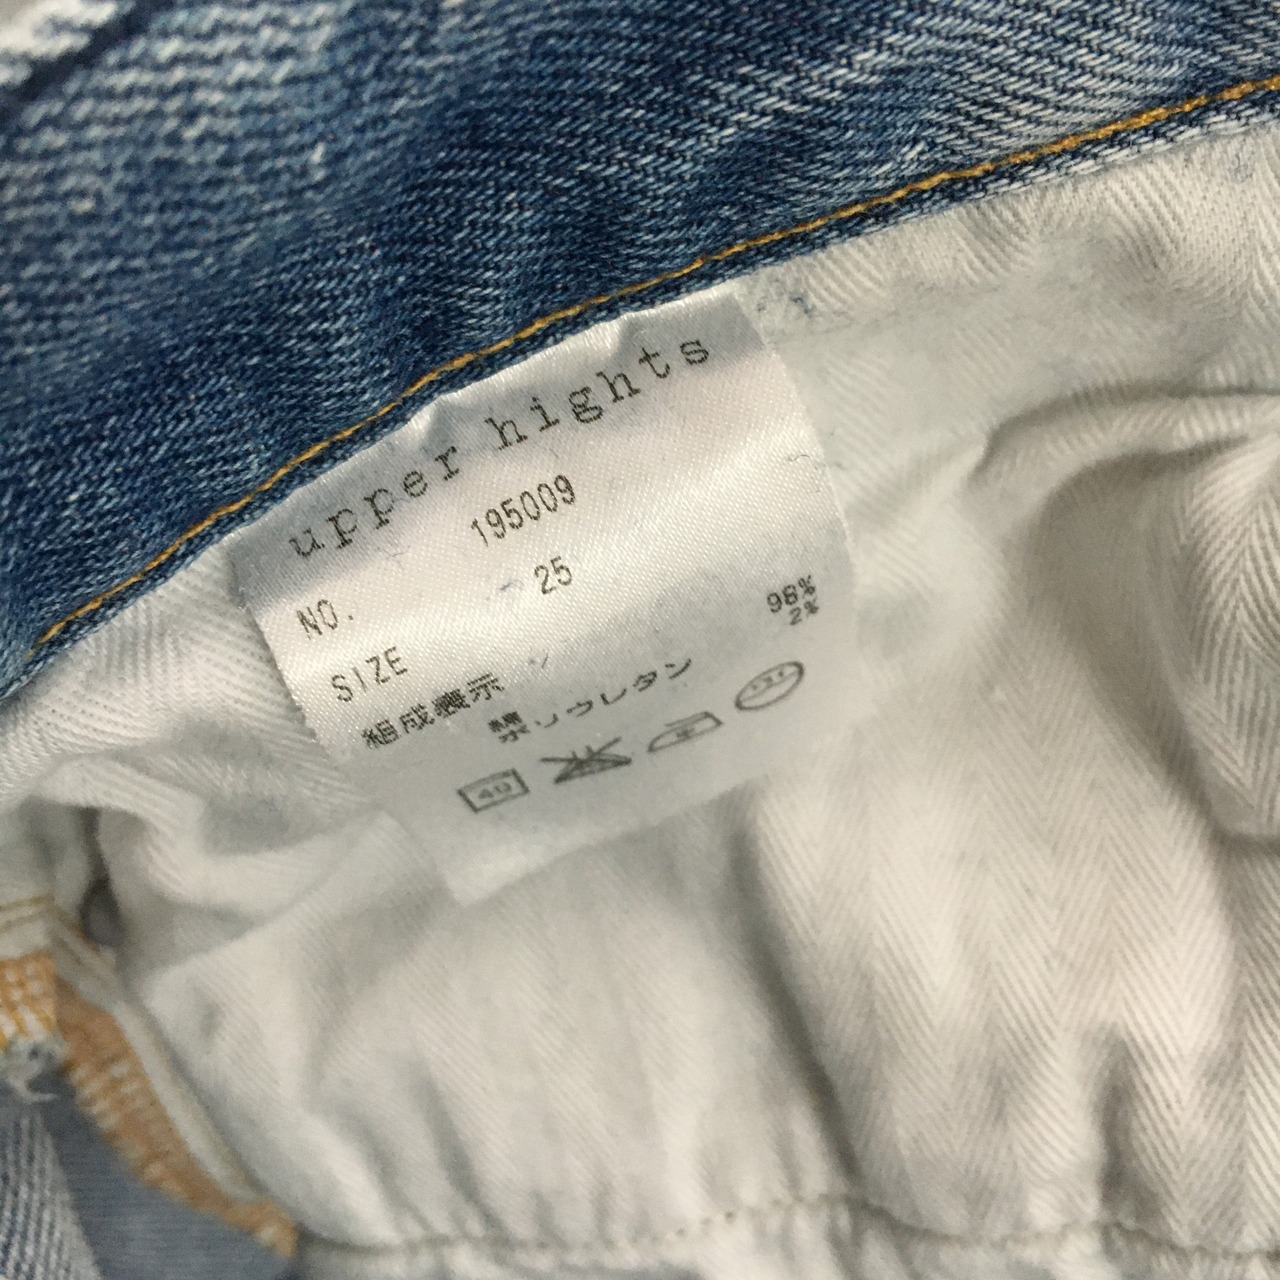 upper hights
NO. 195009
SIZE 25
組成表示
綿 98%
ポリウレタン 2%
40